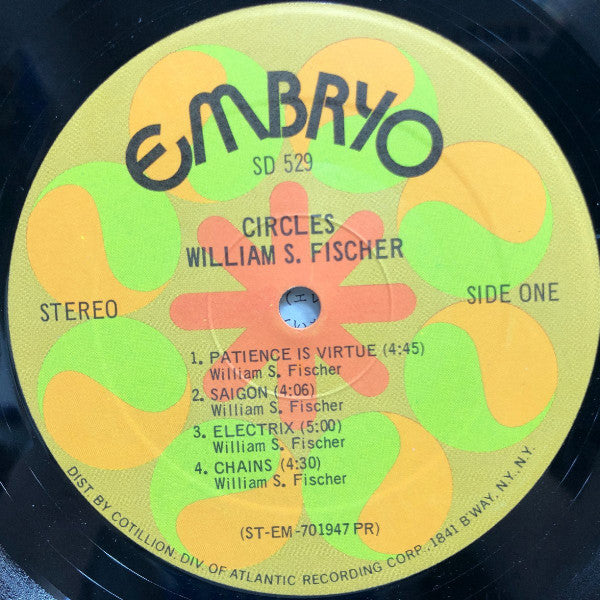 EMBRYO
SD 529
CIRCLES
WILLIAM S. FISCHER
STEREO
SIDE ONE
1. PATIENCE IS VIRTUE (4:45)
William S. Fischer
2. SAIGON (4:06)
William S. Fischer
3. ELECTRIX (5:00)
William S. Fischer
4. CHAINS (4:30)
William S. Fischer
(ST-EM-701947 PR)
DIST. BY COTILLION, DIV. OF ATLANTIC RECORDING CORP., 1841 B'WAY, NY, N.Y.